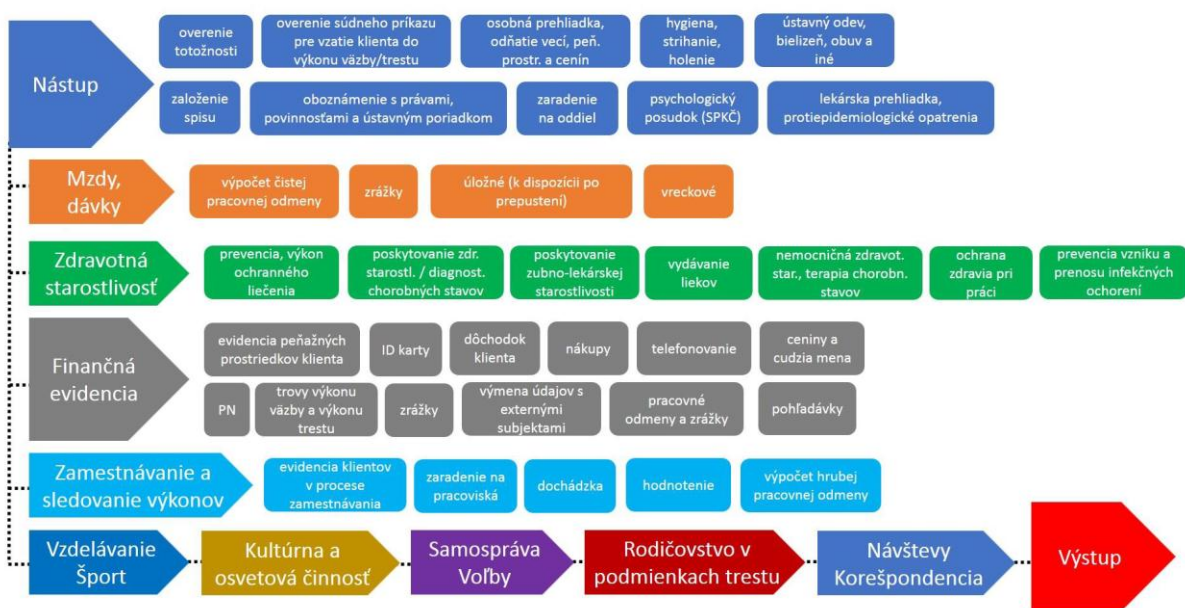 Nástup
overenie
totožnosti
overenie súdneho príkazu
pre vzatie klienta do
výkonu väzby/trestu
osobná prehliadka,
odňatie vecí, peň.
prostr. a cenín
hygiena,
strihanie,
holenie
ústavný odev,
bielizeň, obuv a
iné
založenie
spisu
oboznámenie s právami,
povinnosťami a ústavným poriadkom
zaradenie
na oddiel
psychologický
posudok (SPKČ)
lekárska prehliadka,
protiepidemiologické opatrenia
Mzdy,
dávky
výpočet čistej
pracovnej odmeny
zrážky
úložné (k dispozícii po
prepustení)
vreckové
Zdravotná
starostlivosť
prevencia, výkon
ochranného
liečenia
poskytovanie zdr.
starostl. / diagnost.
chorobných stavov
poskytovanie
zubno-lekárskej
starostlivosti
vydávanie
liekov
nemocničná zdravot.
star., terapia chorobn.
stavov
ochrana
zdravia pri
práci
prevencia vzniku a
prenosu infekčných
ochorení
Finančná
evidencia
evidencia peňažných
prostriedkov klienta
ID karty
dôchodok
klienta
nákupy
telefonovanie
ceniny a
cudzia mena
PN
trovy výkonu
väzby a výkonu
trestu
zrážky
výmena údajov s
externými
subjektami
pracovné
odmeny a zrážky
pohľadávky
Zamestnávanie a
sledovanie výkonov
evidencia klientov
v procese
zamestnávania
zaradenie na
pracoviská
dochádzka
hodnotenie
výpočet hrubej
pracovnej odmeny
Vzdelávanie
Šport
Kultúrna a
osvetová činnosť
Samospráva
Voľby
Rodičovstvo v
podmienkach trestu
Návštevy
Korešpondencia
Výstup